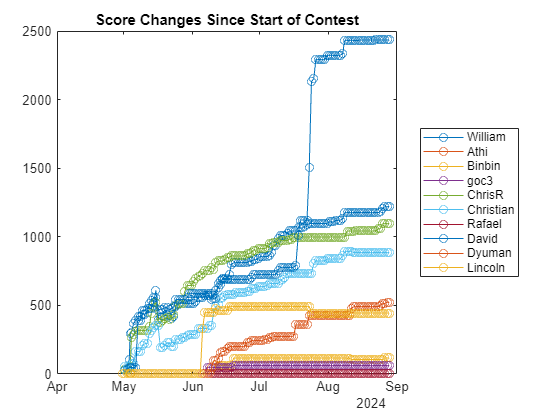 Score Changes Since Start of Contest
2500
2000
1500
1000
500
0
Apr May Jun Jul Aug Sep
2024
William
Athi
Binbin
goc3
ChrisR
Christian
Rafael
David
Dyuman
Lincoln